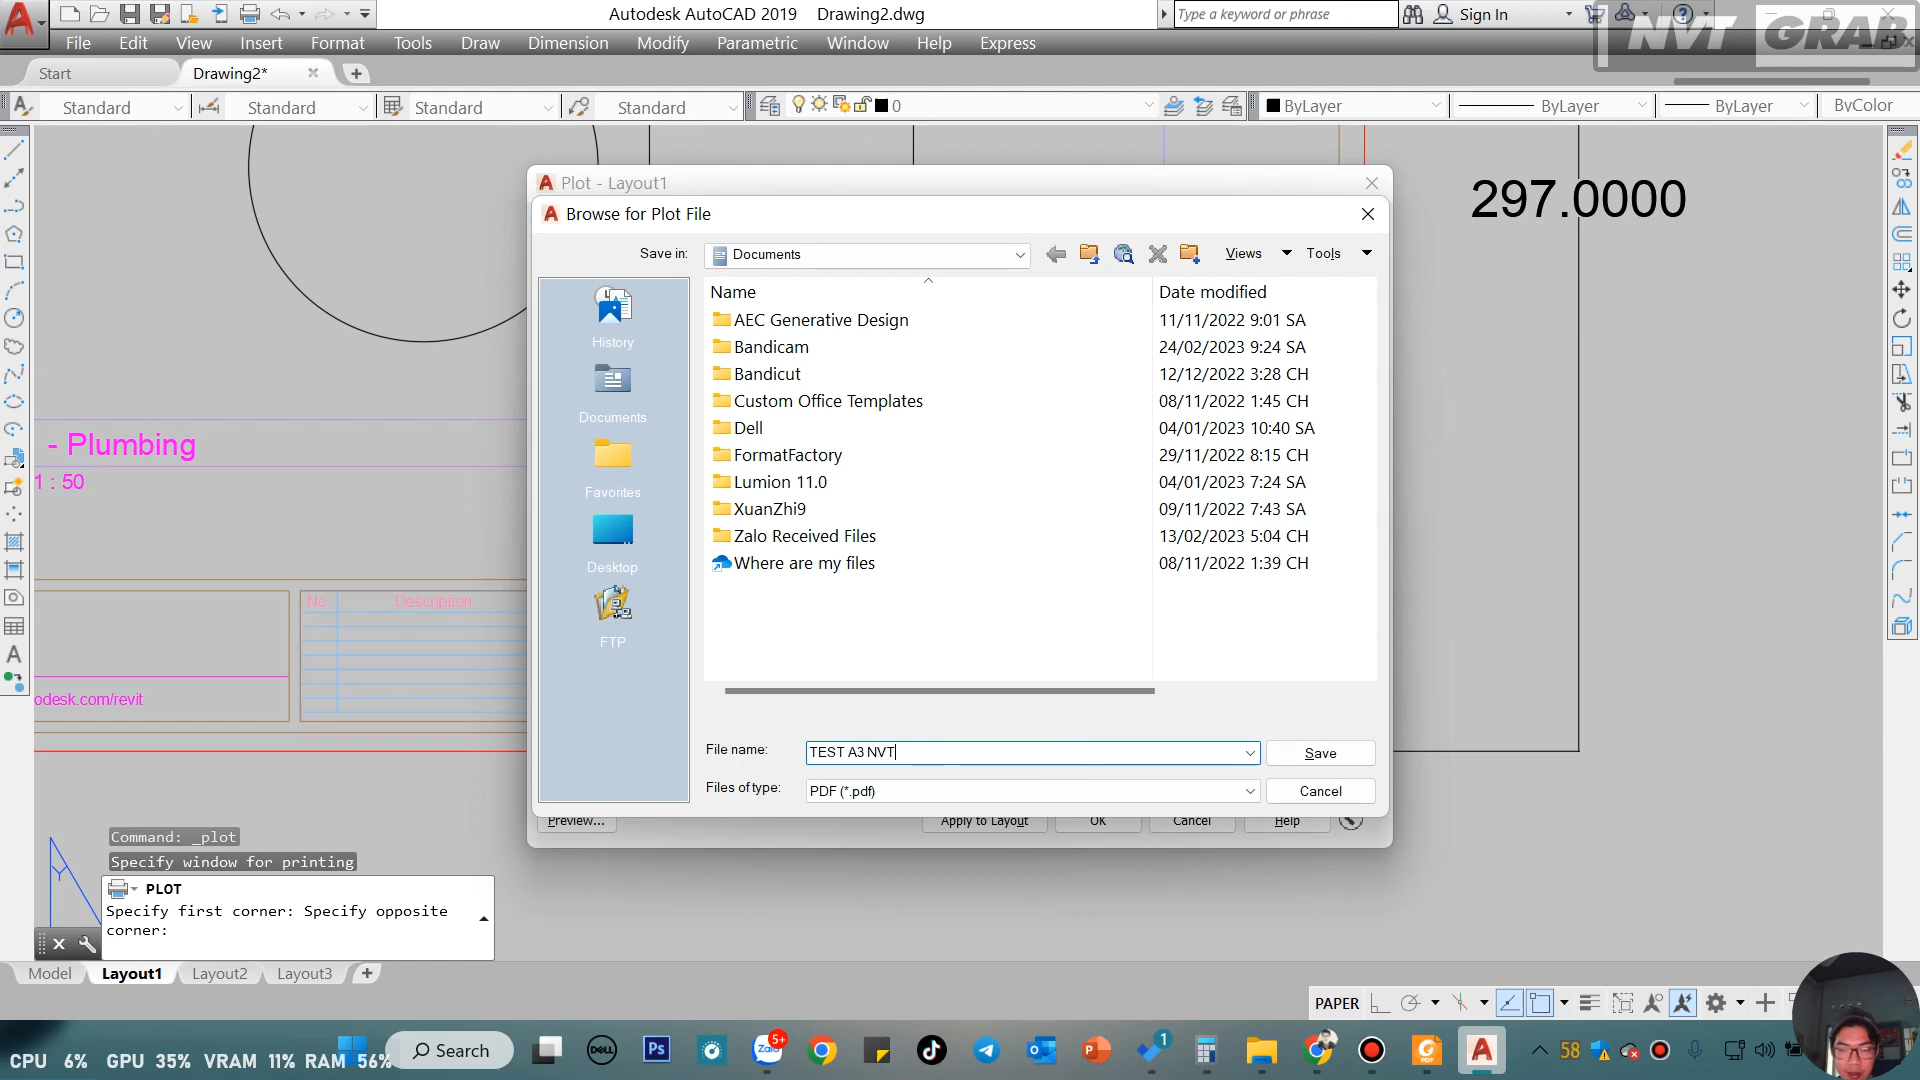 Autodesk AutoCAD 2019 Drawing2.dwg
Type a keyword or phrase
Sign In
NVT GRAB
File Edit View Insert Format Tools Draw Dimension Modify Parametric Window Help Express
Start
Drawing2*
Standard Standard Standard Standard
0
ByLayer ByLayer ByLayer ByColor
Plot - Layout1
297.0000
Browse for Plot File
Save in: Documents
Views Tools
Name Date modified
AEC Generative Design 11/11/2022 9:01 SA
Bandicam 24/02/2023 9:24 SA
Bandicut 12/12/2022 3:28 CH
Custom Office Templates 08/11/2022 1:45 CH
Dell 04/01/2023 10:40 SA
FormatFactory 29/11/2022 8:15 CH
Lumion 11.0 04/01/2023 7:24 SA
XuanZhi9 09/11/2022 7:43 SA
Zalo Received Files 13/02/2023 5:04 CH
Where are my files 08/11/2022 1:39 CH
History
Documents
Favorites
Desktop
FTP
- Plumbing
1 : 50
No. Description
odesk.com/revit
File name: TEST A3 NVT
Save
Files of type: PDF (*.pdf)
Cancel
Preview...
Apply to Layout
OK
Cancel
Help
Command: _plot
Specify window for printing
PLOT
Specify first corner: Specify opposite
corner:
Y
Model Layout1 Layout2 Layout3
PAPER
CPU 6% GPU 35% VRAM 11% RAM 56%
Search
DELL
Ps
Zalo
5+
1
PDF
58